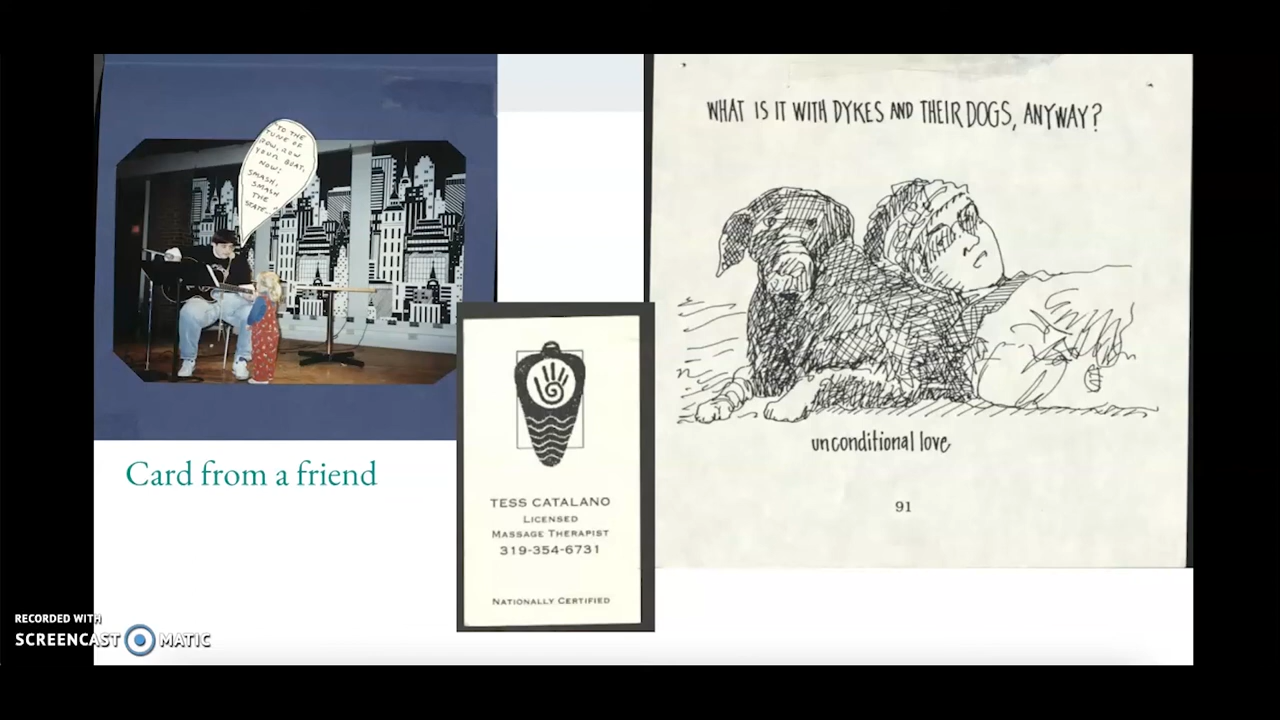 "TO THE
TUNE OF
ROW, ROW
YOUR BOAT,
NOW:
SMASH,
SMASH
THE
STATE.
Card from a friend
TESS CATALANO
LICENSED
MASSAGE THERAPIST
319-354-6731
NATIONALLY CERTIFIED
WHAT IS IT WITH DYKES AND THEIR DOGS, ANYWAY?
unconditional love
91
RECORDED WITH
SCREENCAST MATIC